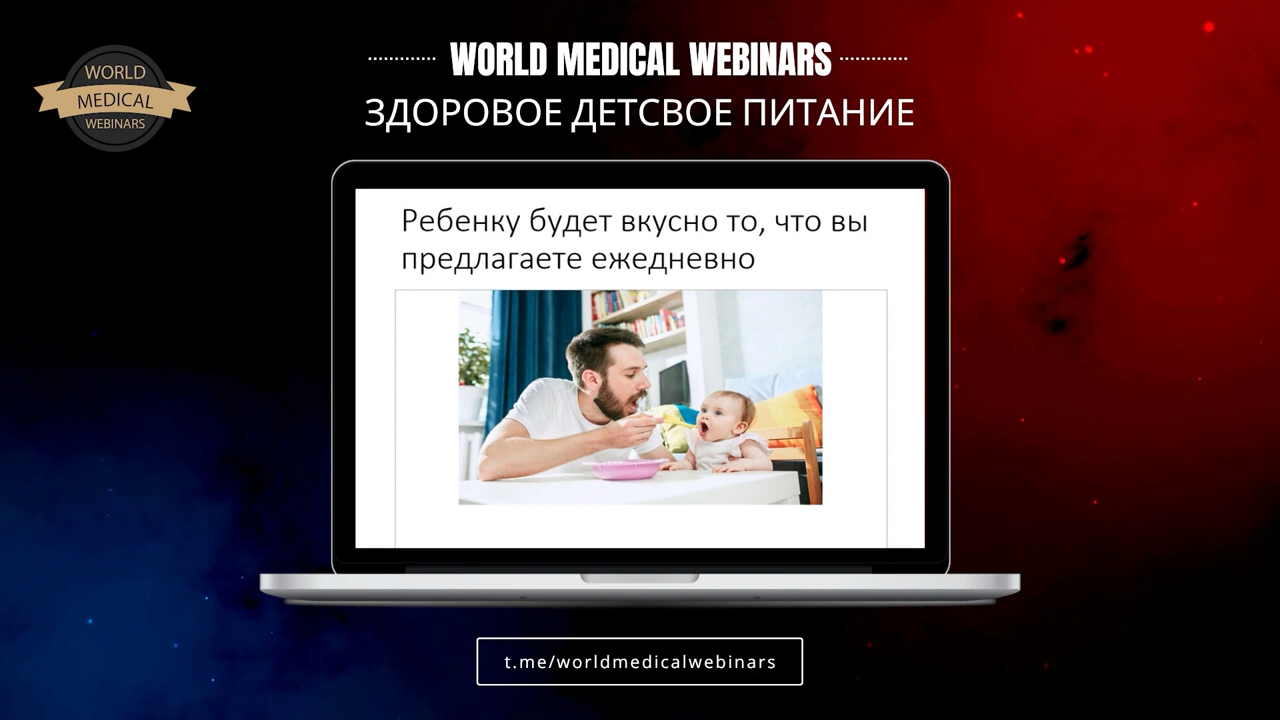 WORLD
MEDICAL
WEBINARS
WORLD MEDICAL WEBINARS
ЗДОРОВОЕ ДЕТСВОЕ ПИТАНИЕ
Ребенку будет вкусно то, что вы
предлагаете ежедневно
t.me/worldmedicalwebinars